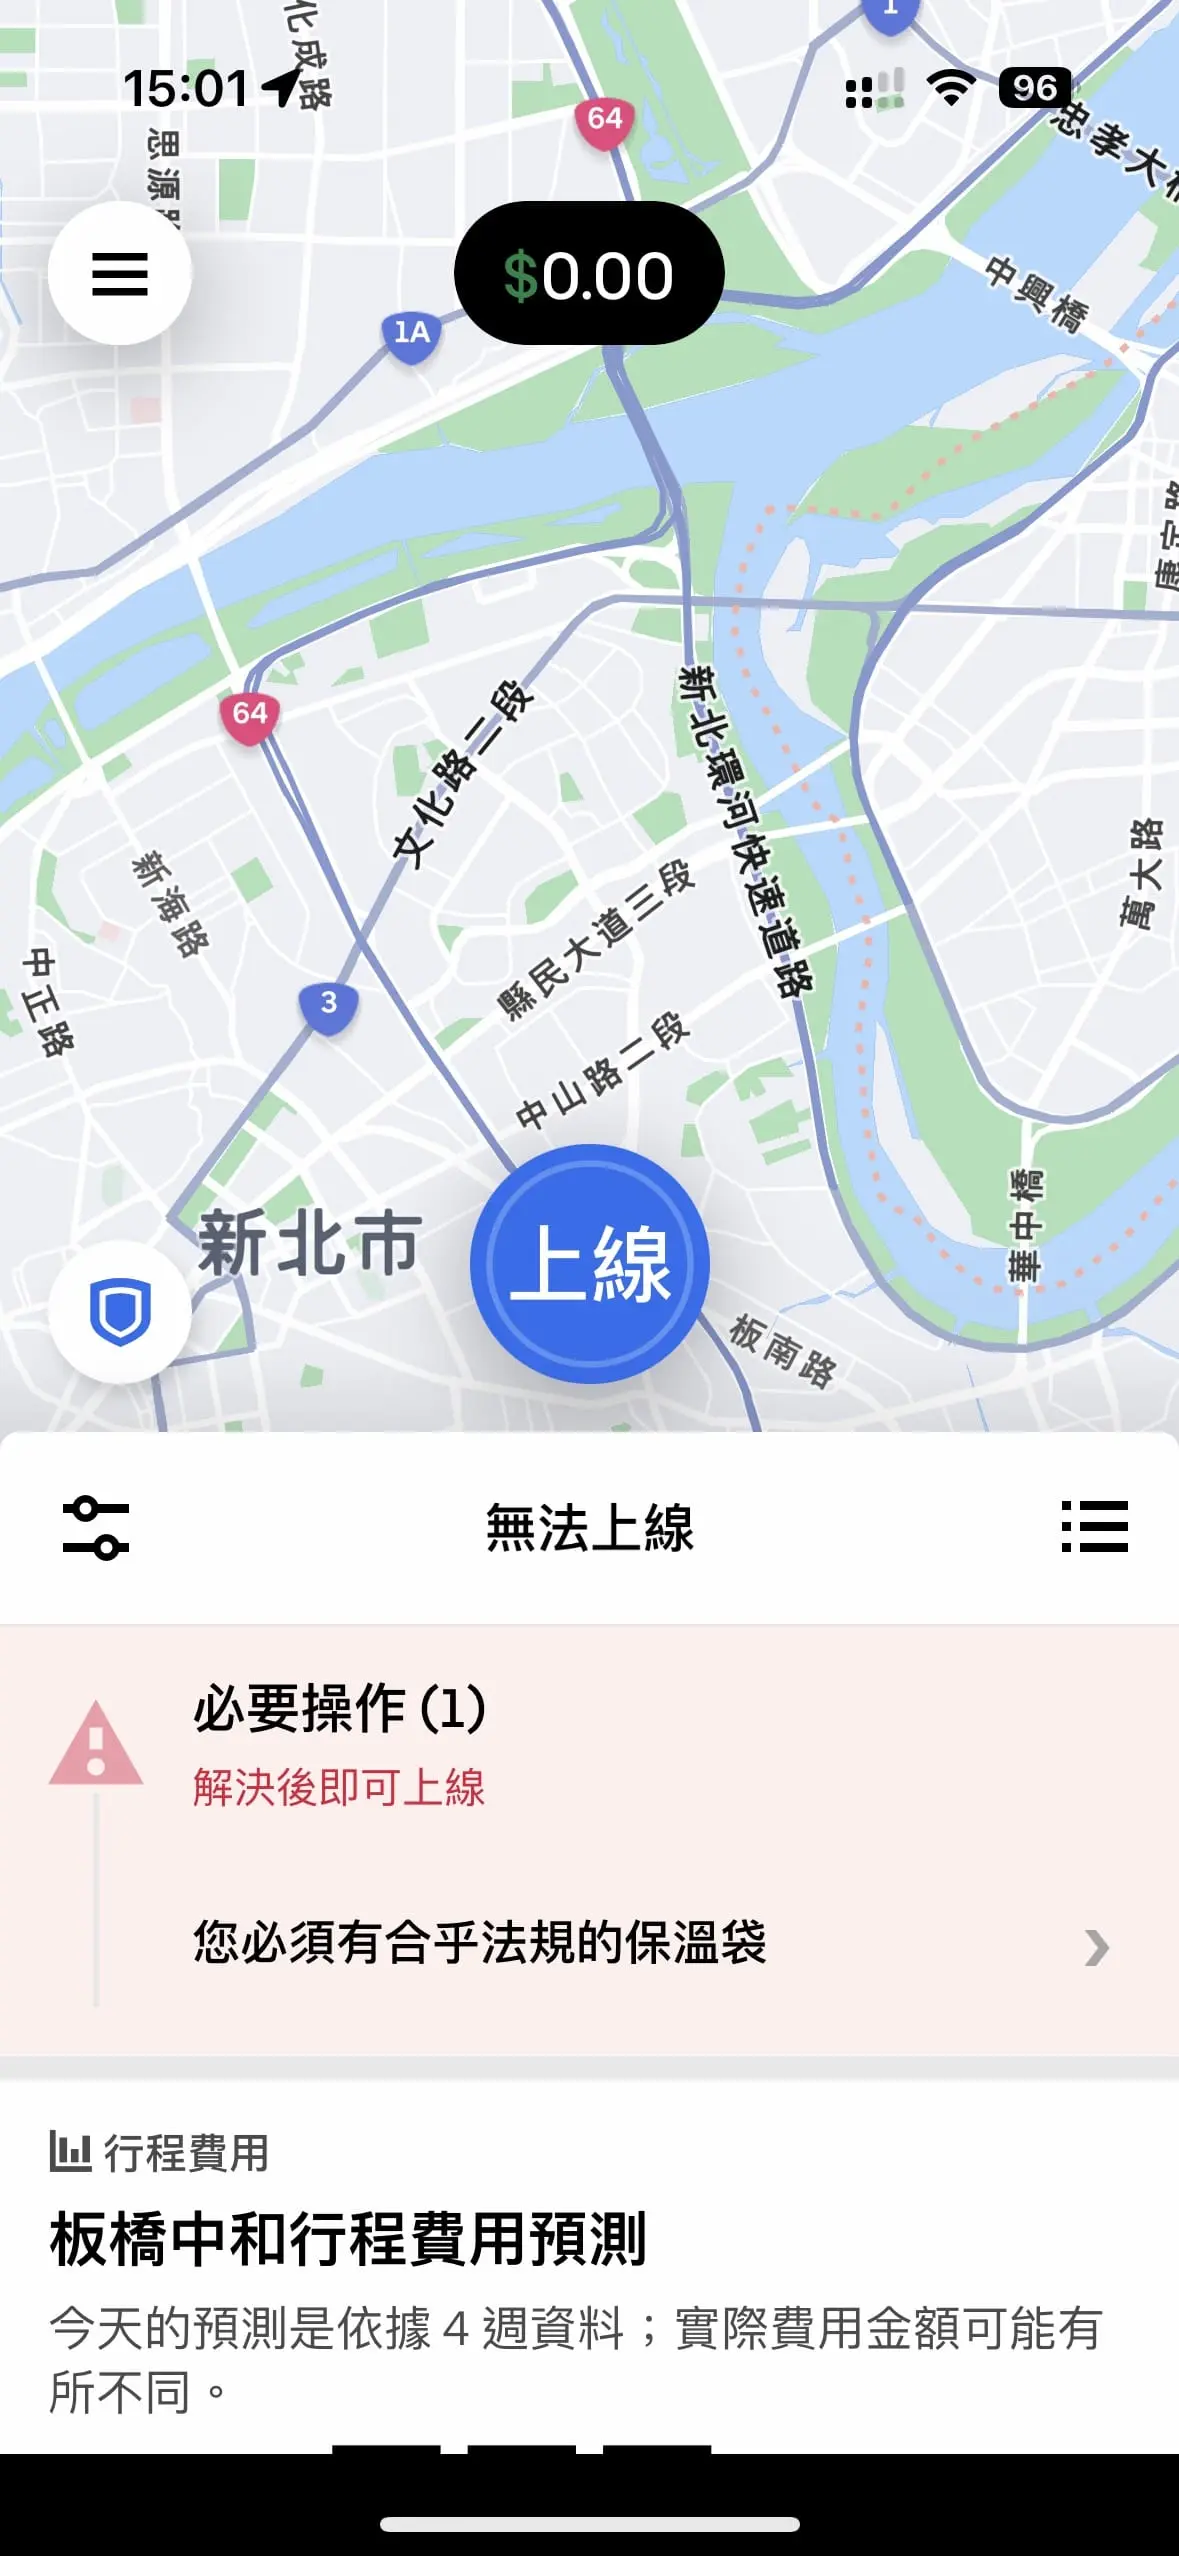 化成路
15:01
96
1
64
思源路
忠孝大橋
$0.00
中興橋
1A
康定路
64
文化路二段
新北環河快速道路
萬大路
新海路
縣民大道三段
中正路
3
中山路二段
華中橋
新北市
上線
板南路
無法上線
必要操作 (1)
解決後即可上線
您必須有合乎法規的保溫袋
行程費用
板橋中和行程費用預測
今天的預測是依據 4 週資料；實際費用金額可能有
所不同。